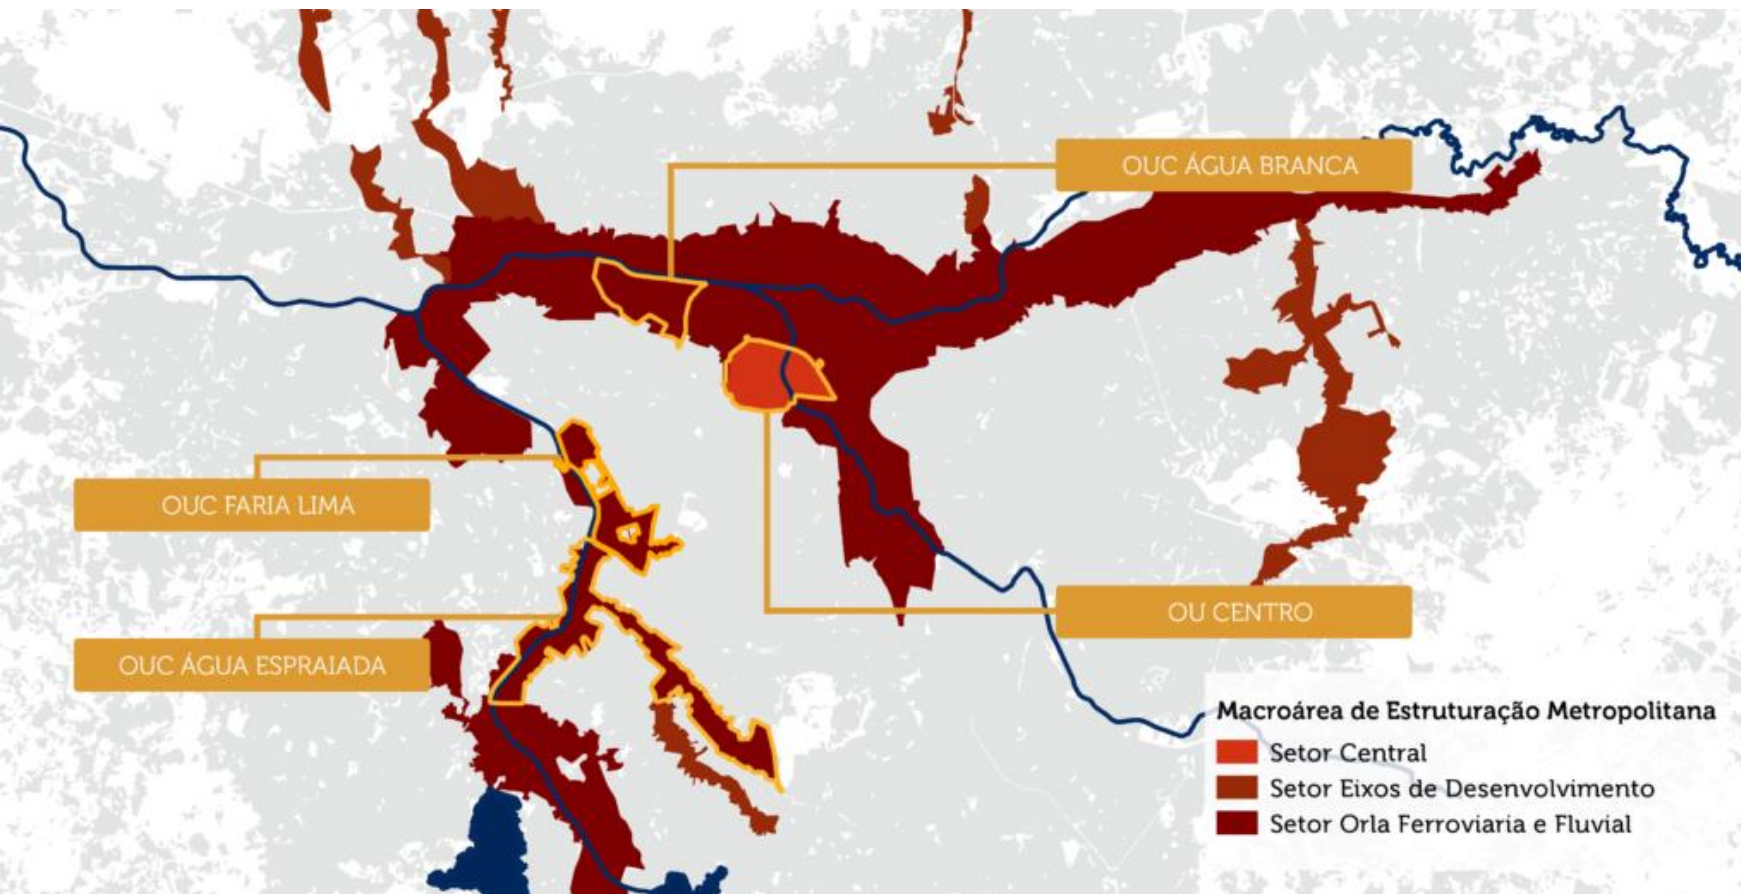 OUC ÁGUA BRANCA
OUC FARIA LIMA
OU CENTRO
OUC ÁGUA ESPRAIADA
Macroárea de Estruturação Metropolitana
Setor Central
Setor Eixos de Desenvolvimento
Setor Orla Ferroviaria e Fluvial